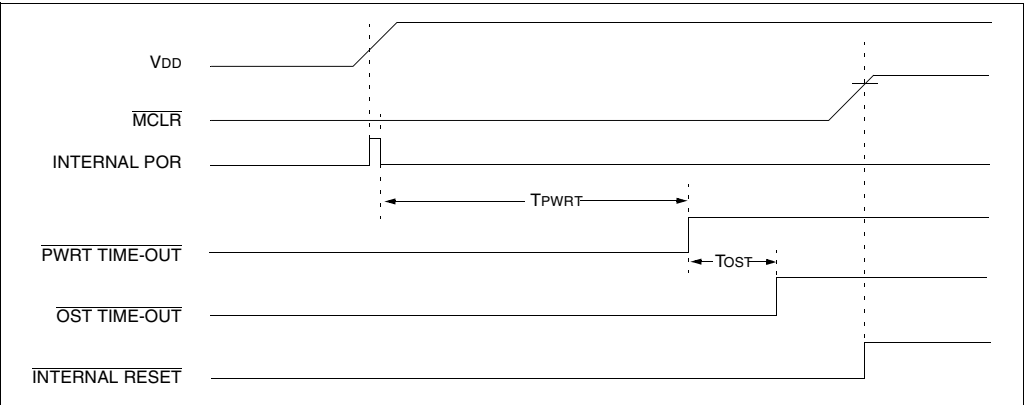 VDD
MCLR
INTERNAL POR
TPWRT
PWRT TIME-OUT
TOST
OST TIME-OUT
INTERNAL RESET